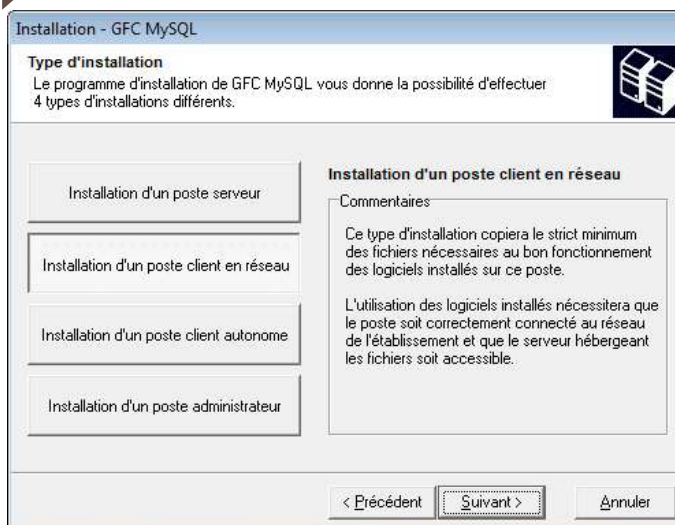 Installation - GFC MySQL
Type d'installation
Le programme d'installation de GFC MySQL vous donne la possibilité d'effectuer
4 types d'installations différents.
Installation d'un poste serveur
Installation d'un poste client en réseau
Installation d'un poste client autonome
Installation d'un poste administrateur
Installation d'un poste client en réseau
Commentaires
Ce type d'installation copiera le strict minimum
des fichiers nécessaires au bon fonctionnement
des logiciels installés sur ce poste.
L'utilisation des logiciels installés nécessitera que
le poste soit correctement connecté au réseau
de l'établissement et que le serveur hébergeant
les fichiers soit accessible.
< Précédent
Suivant >
Annuler